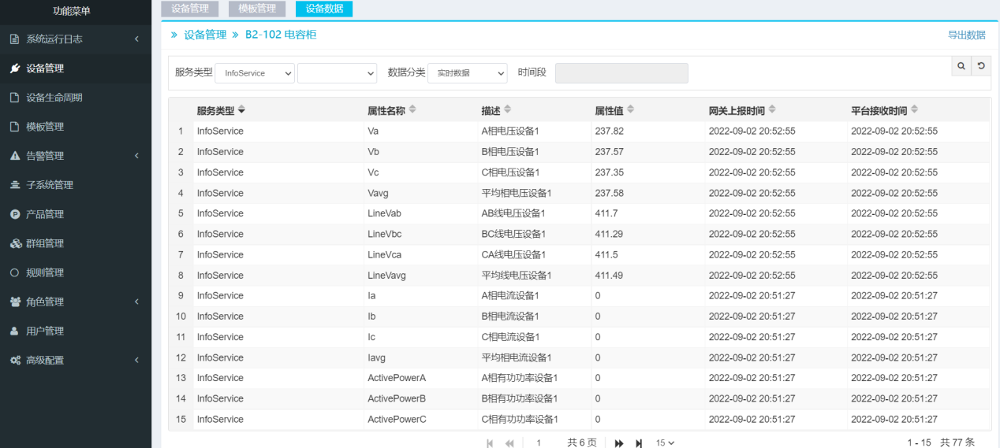 功能菜单
设备管理 模板管理 设备数据
系统运行日志
设备管理
设备生命周期
模板管理
告警管理
子系统管理
产品管理
群组管理
规则管理
角色管理
用户管理
高级配置
» 设备管理 » B2-102 电容柜 导出数据
服务类型 InfoService 数据分类 实时数据 时间段
服务类型 属性名称 描述 属性值 网关上报时间 平台接收时间
1 InfoService Va A相电压设备1 237.82 2022-09-02 20:52:55 2022-09-02 20:52:55
2 InfoService Vb B相电压设备1 237.57 2022-09-02 20:52:55 2022-09-02 20:52:55
3 InfoService Vc C相电压设备1 237.35 2022-09-02 20:52:55 2022-09-02 20:52:55
4 InfoService Vavg 平均相电压设备1 237.58 2022-09-02 20:52:55 2022-09-02 20:52:55
5 InfoService LineVab AB线电压设备1 411.7 2022-09-02 20:52:55 2022-09-02 20:52:55
6 InfoService LineVbc BC线电压设备1 411.29 2022-09-02 20:52:55 2022-09-02 20:52:55
7 InfoService LineVca CA线电压设备1 411.5 2022-09-02 20:52:55 2022-09-02 20:52:55
8 InfoService LineVavg 平均线电压设备1 411.49 2022-09-02 20:52:55 2022-09-02 20:52:55
9 InfoService Ia A相电流设备1 0 2022-09-02 20:51:27 2022-09-02 20:51:27
10 InfoService Ib B相电流设备1 0 2022-09-02 20:51:27 2022-09-02 20:51:27
11 InfoService Ic C相电流设备1 0 2022-09-02 20:51:27 2022-09-02 20:51:27
12 InfoService Iavg 平均相电流设备1 0 2022-09-02 20:51:27 2022-09-02 20:51:27
13 InfoService ActivePowerA A相有功功率设备1 0 2022-09-02 20:51:27 2022-09-02 20:51:27
14 InfoService ActivePowerB B相有功功率设备1 0 2022-09-02 20:51:27 2022-09-02 20:51:27
15 InfoService ActivePowerC C相有功功率设备1 0 2022-09-02 20:51:27 2022-09-02 20:51:27
1 共 6 页 15 1 - 15 共 77 条